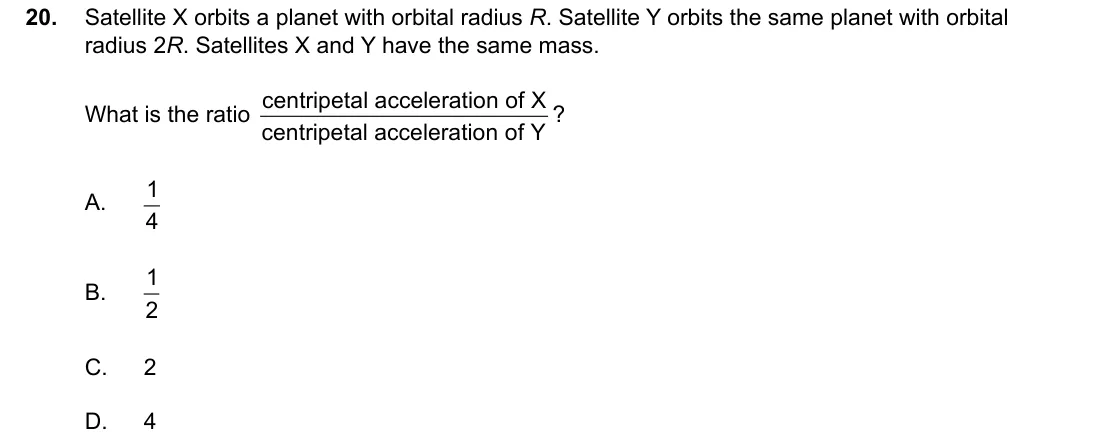 20. Satellite X orbits a planet with orbital radius R. Satellite Y orbits the same planet with orbital
radius 2R. Satellites X and Y have the same mass.
What is the ratio centripetal acceleration of X / centripetal acceleration of Y ?
A. 1/4
B. 1/2
C. 2
D. 4